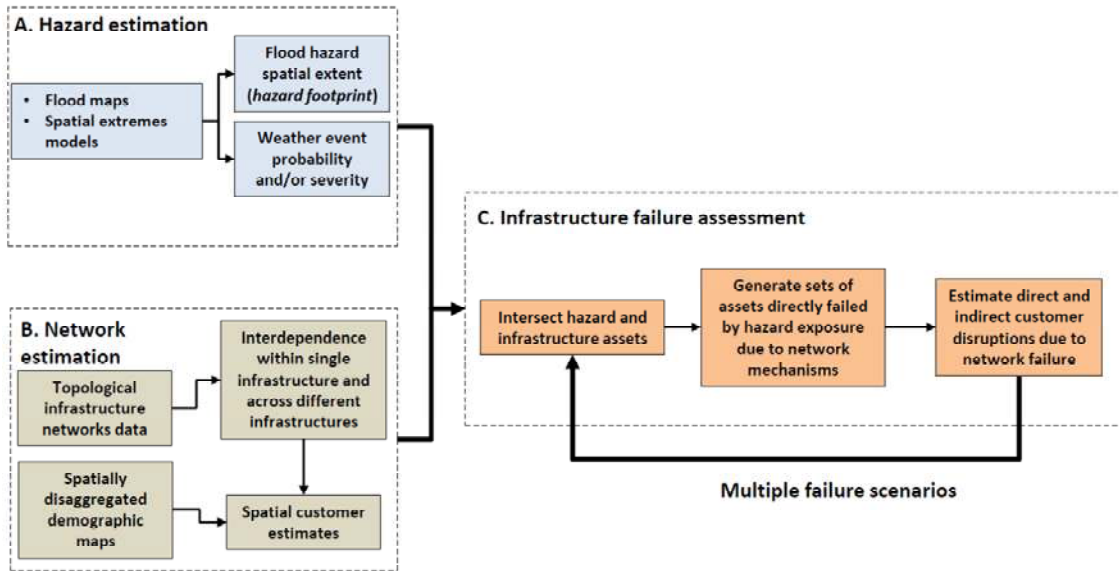 A. Hazard estimation
• Flood maps
• Spatial extremes
models
Flood hazard
spatial extent
(hazard footprint)
Weather event
probability
and/or severity
B. Network
estimation
Topological
infrastructure
networks data
Interdependence
within single
infrastructure and
across different
infrastructures
Spatially
disaggregated
demographic
maps
Spatial customer
estimates
C. Infrastructure failure assessment
Intersect hazard and
infrastructure assets
Generate sets of
assets directly failed
by hazard exposure
due to network
mechanisms
Estimate direct and
indirect customer
disruptions due to
network failure
Multiple failure scenarios